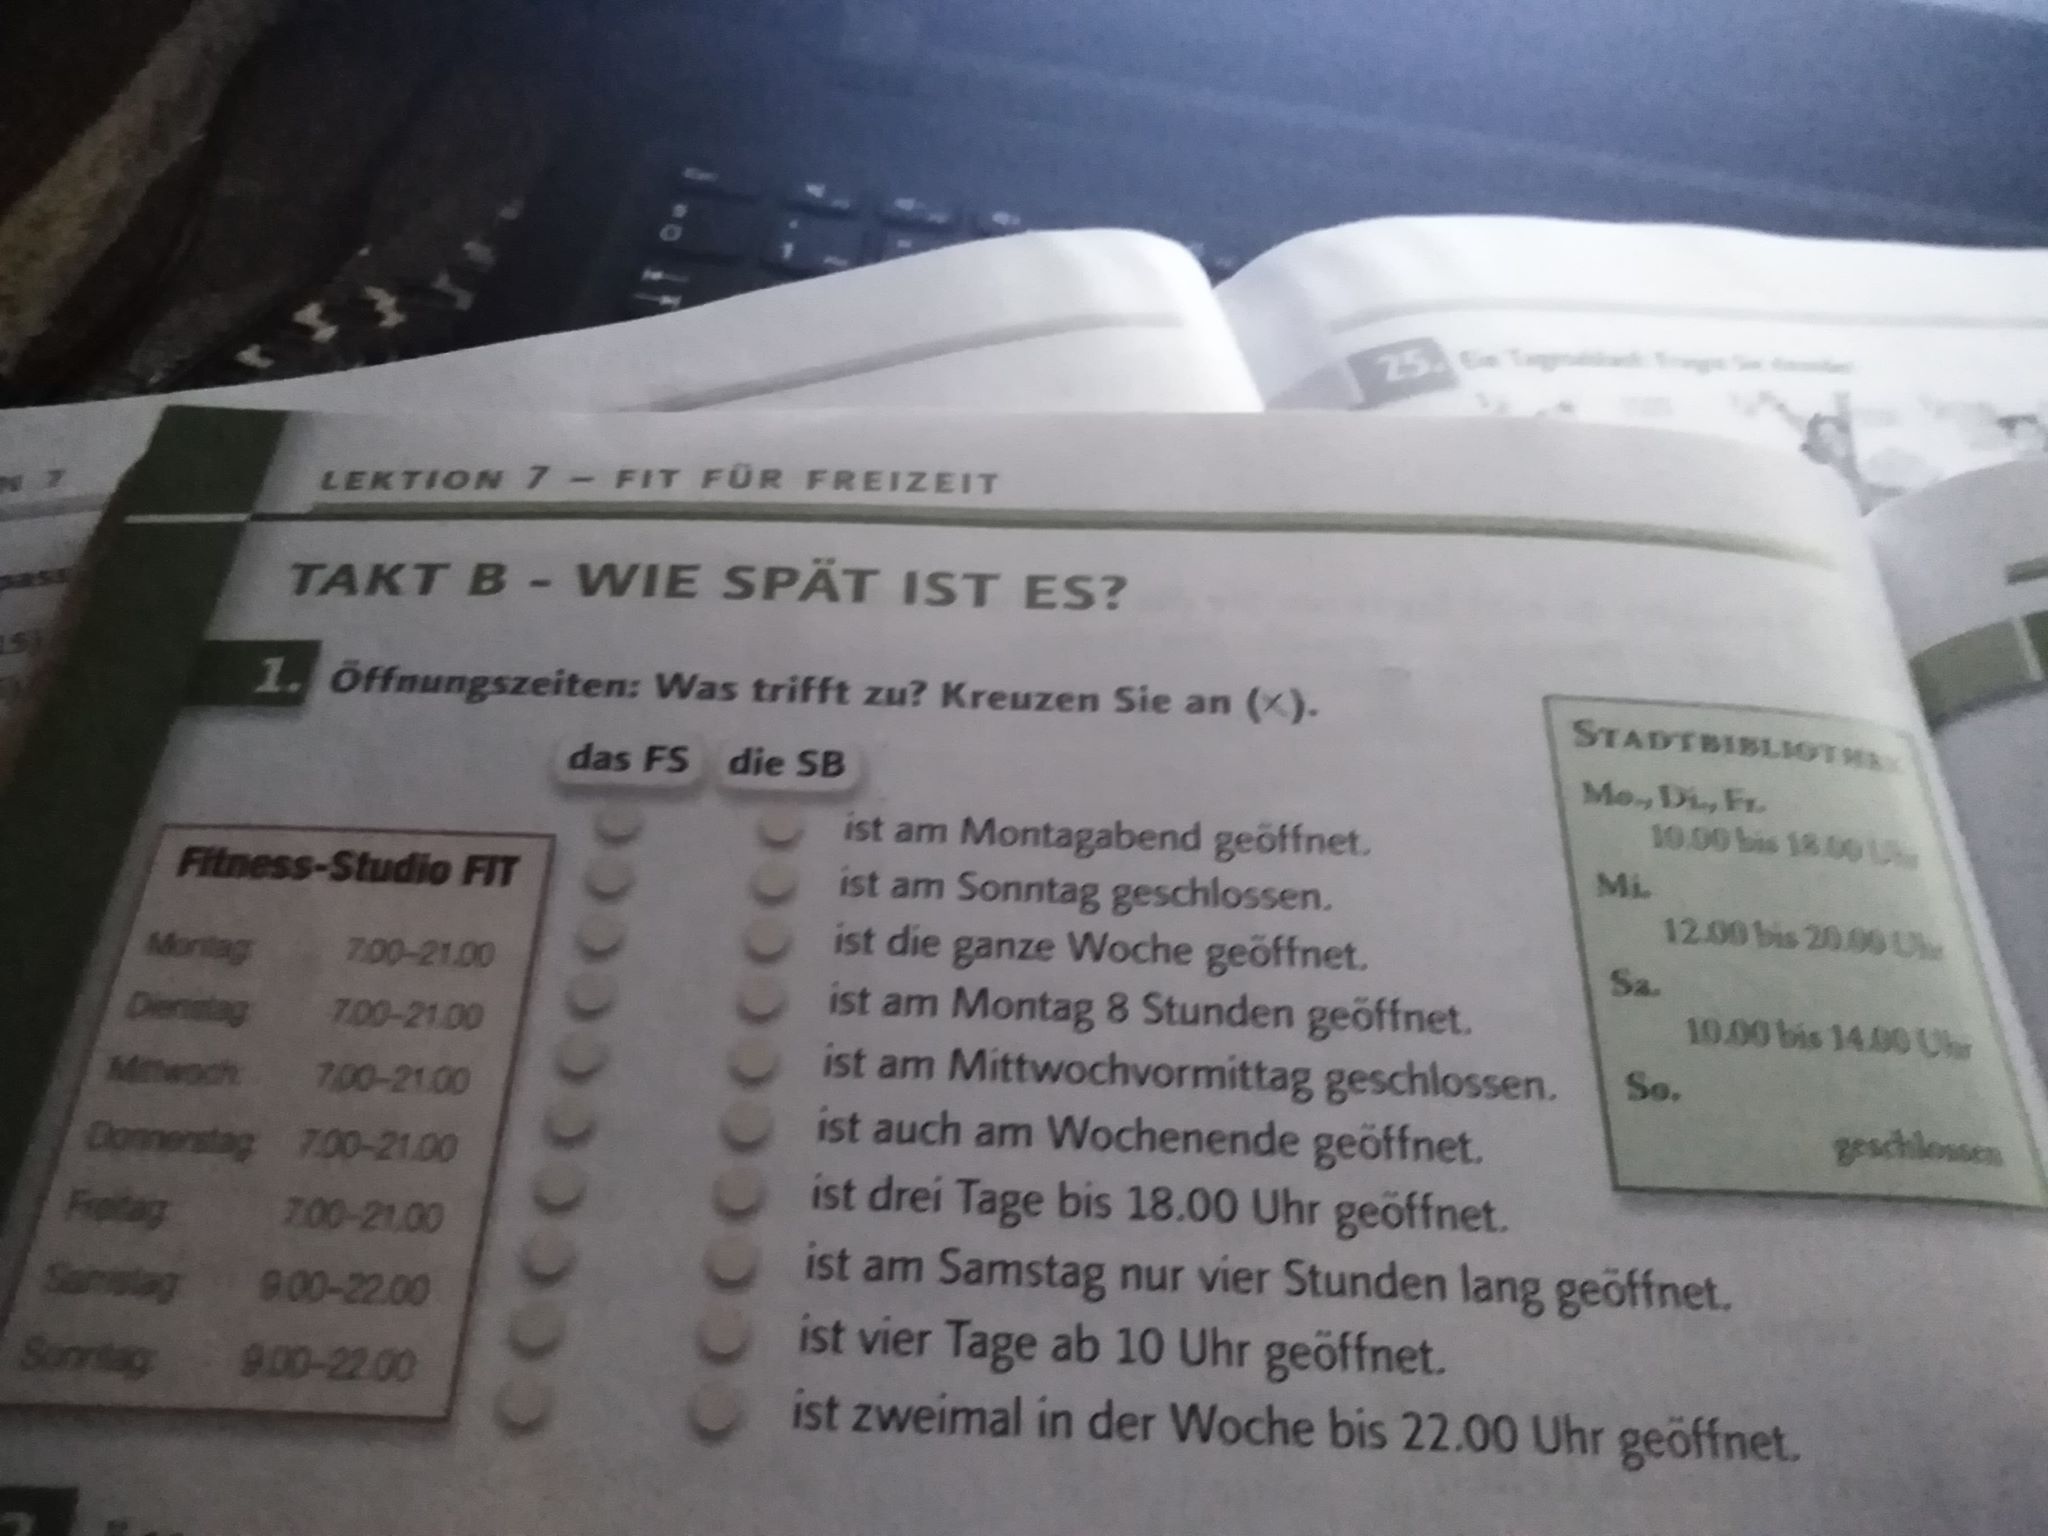 LEKTION 7 – FIT FÜR FREIZEIT
TAKT B - WIE SPÄT IST ES?
1. Öffnungszeiten: Was trifft zu? Kreuzen Sie an (x).
das FS die SB
ist am Montagabend geöffnet.
ist am Sonntag geschlossen.
ist die ganze Woche geöffnet.
ist am Montag 8 Stunden geöffnet.
ist am Mittwochvormittag geschlossen.
ist auch am Wochenende geöffnet.
ist drei Tage bis 18.00 Uhr geöffnet.
ist am Samstag nur vier Stunden lang geöffnet.
ist vier Tage ab 10 Uhr geöffnet.
ist zweimal in der Woche bis 22.00 Uhr geöffnet.
Fitness-Studio FIT
Montag 7.00–21.00
Dienstag 7.00–21.00
Mittwoch 7.00–21.00
Donnerstag 7.00–21.00
Freitag 7.00–21.00
Samstag 9.00–22.00
Sonntag 9.00–22.00
STADTBIBLIOTHEK
Mo., Di., Fr.
10.00 bis 18.00 Uhr
Mi.
12.00 bis 20.00 Uhr
Sa.
10.00 bis 14.00 Uhr
So.
geschlossen
25.
N 7